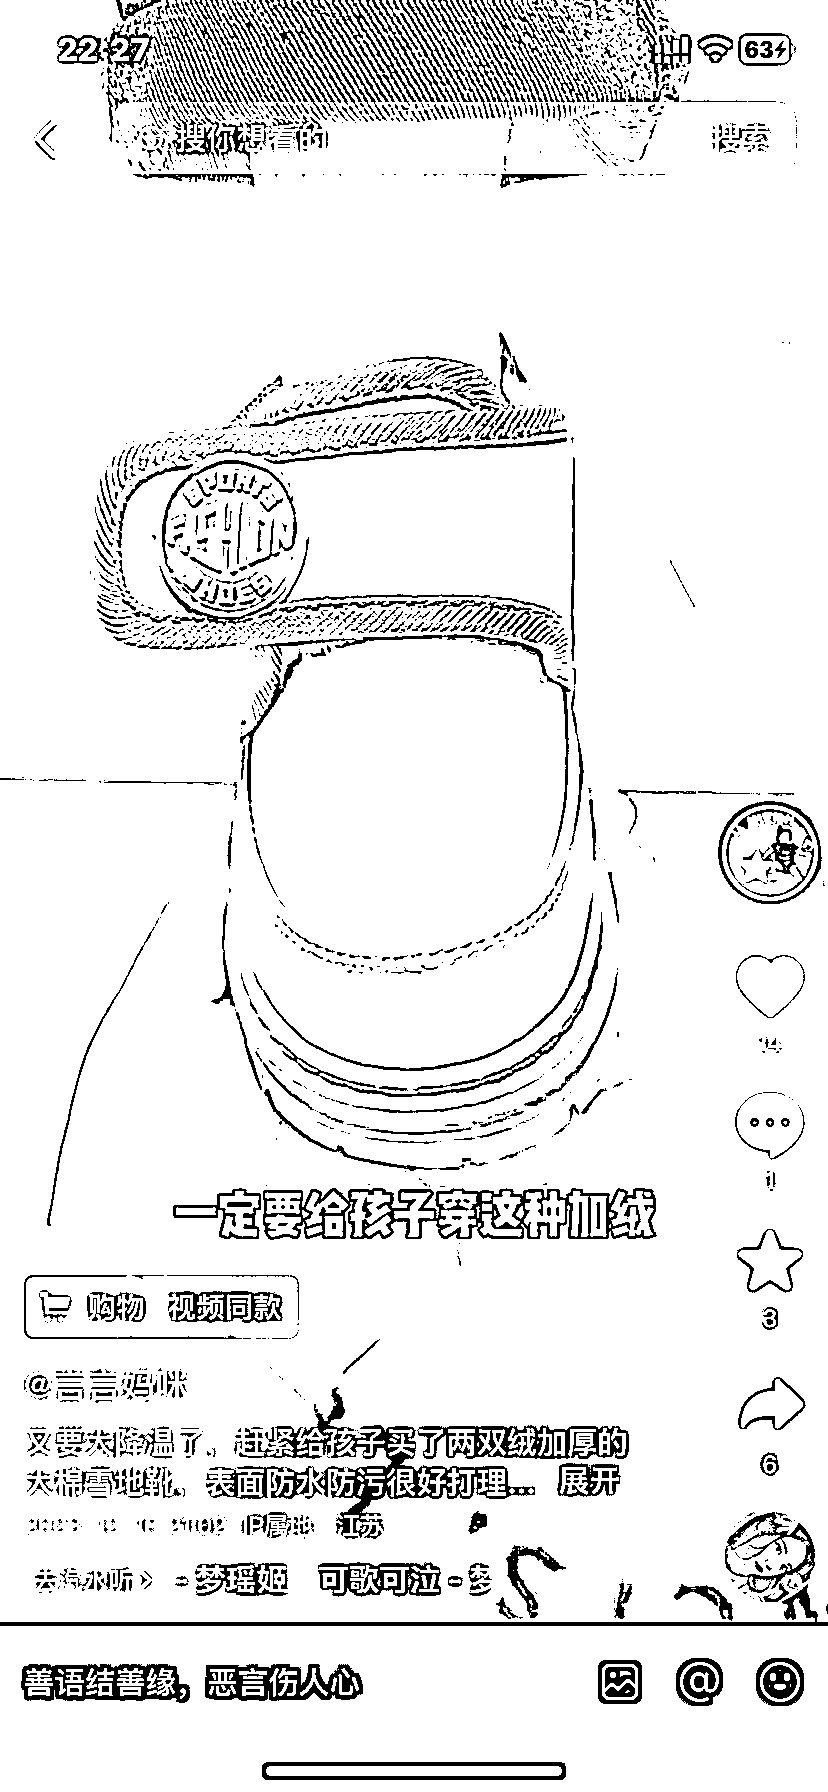 22:27
63
搜你想看的
搜索
SPORTS
FASHION
SHOES
34
1
一定要给孩子穿这种加绒
3
购物 视频同款
@言言妈咪
又要大降温了，赶紧给孩子买了两双绒加厚的
大棉雪地靴，表面防水防污很好打理... 展开
6
IP属地 江苏
去汽水听 > - 梦瑶姬 可歌可泣 - 梦
善语结善缘，恶言伤人心